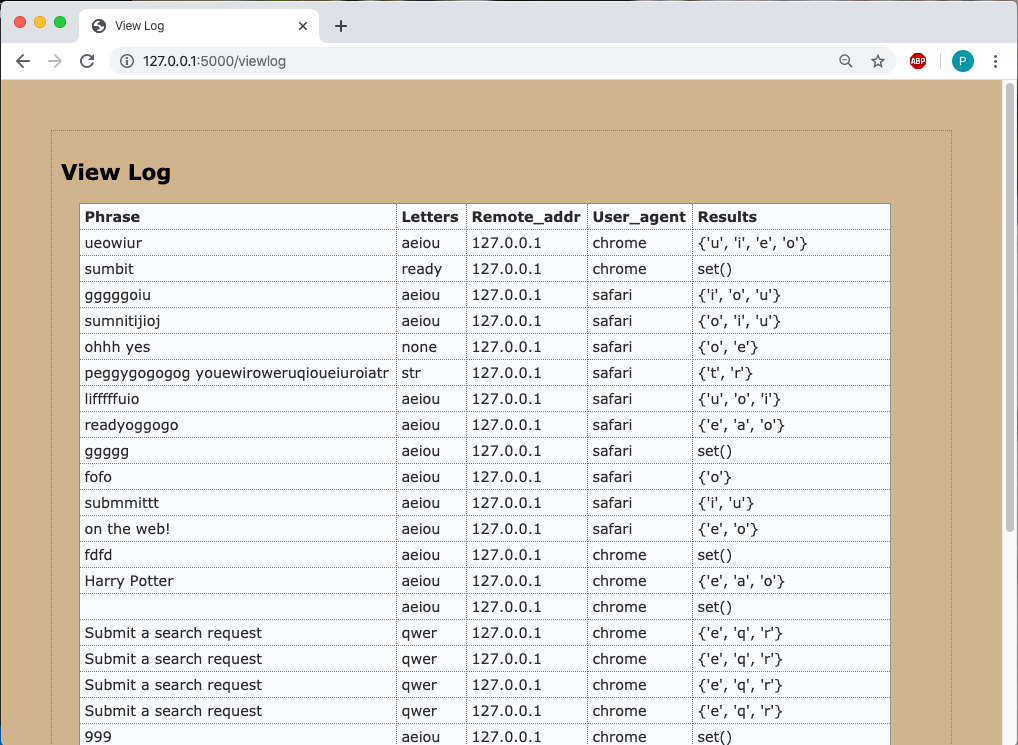 View Log
127.0.0.1:5000/viewlog
ABP
P
View Log
Phrase Letters Remote_addr User_agent Results
ueowiur aeiou 127.0.0.1 chrome {'u', 'i', 'e', 'o'}
sumbit ready 127.0.0.1 chrome set()
gggggoiu aeiou 127.0.0.1 safari {'i', 'o', 'u'}
sumnitijioj aeiou 127.0.0.1 safari {'o', 'i', 'u'}
ohhh yes none 127.0.0.1 safari {'o', 'e'}
peggygogogog youewiroweruqioueiuroiatr str 127.0.0.1 safari {'t', 'r'}
lifffffuio aeiou 127.0.0.1 safari {'u', 'o', 'i'}
readyoggogo aeiou 127.0.0.1 safari {'e', 'a', 'o'}
ggggg aeiou 127.0.0.1 safari set()
fofo aeiou 127.0.0.1 safari {'o'}
submmittt aeiou 127.0.0.1 safari {'i', 'u'}
on the web! aeiou 127.0.0.1 safari {'e', 'o'}
fdfd aeiou 127.0.0.1 chrome set()
Harry Potter aeiou 127.0.0.1 chrome {'e', 'a', 'o'}
aeiou 127.0.0.1 chrome set()
Submit a search request qwer 127.0.0.1 chrome {'e', 'q', 'r'}
Submit a search request qwer 127.0.0.1 chrome {'e', 'q', 'r'}
Submit a search request qwer 127.0.0.1 chrome {'e', 'q', 'r'}
Submit a search request qwer 127.0.0.1 chrome {'e', 'q', 'r'}
999 aeiou 127.0.0.1 chrome set()